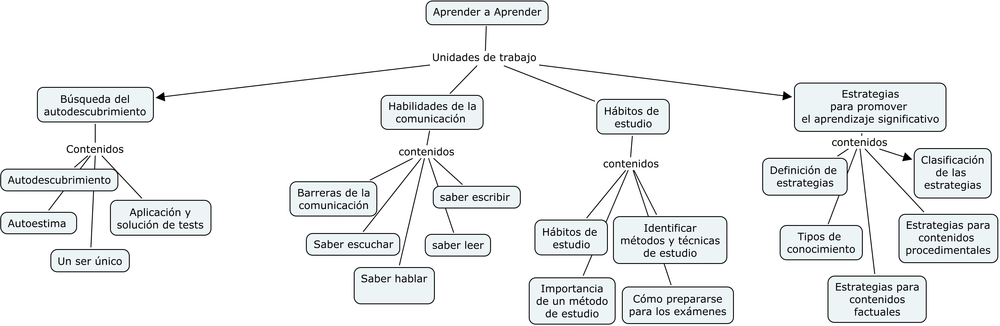 Aprender a Aprender
Unidades de trabajo
Búsqueda del
autodescubrimiento
Contenidos
Autodescubrimiento
Autoestima
Un ser único
Aplicación y
solución de tests
Habilidades de la
comunicación
contenidos
Barreras de la
comunicación
Saber escuchar
Saber hablar
saber leer
saber escribir
Hábitos de
estudio
contenidos
Hábitos de
estudio
Importancia
de un método
de estudio
Identificar
métodos y técnicas
de estudio
Cómo prepararse
para los exámenes
Estrategias
para promover
el aprendizaje significativo
contenidos
Definición de
estrategias
Tipos de
conocimiento
Estrategias para
contenidos
factuales
Estrategias para
contenidos
procedimentales
Clasificación
de las
estrategias